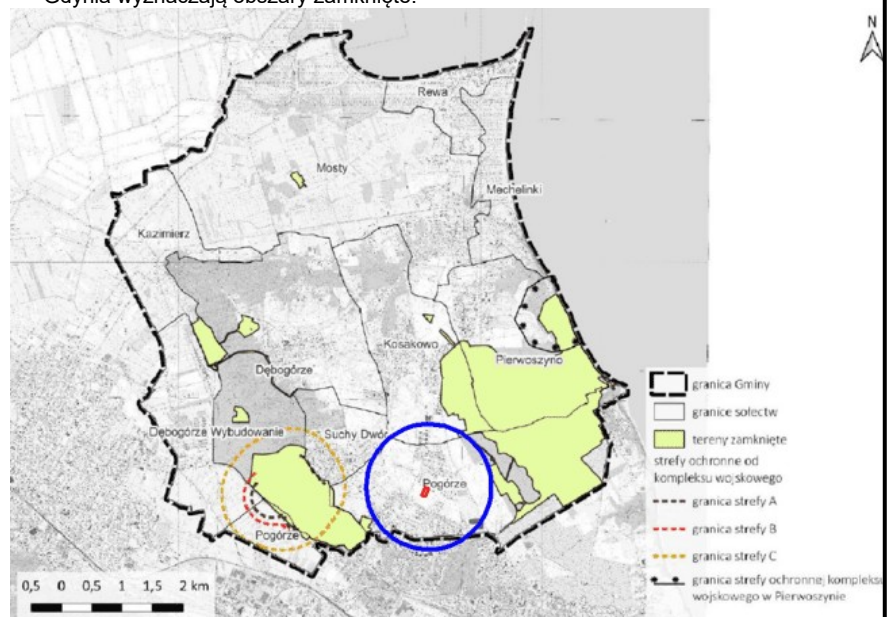 Gdynia wyznaczają obszary zamknięte.
N
Rewa
Mosty
Mechelinki
Kazimierz
Kosakowo
Pierwoszyno
Dębogórze
Dębogórze Wybudowanie
Suchy Dwór
Pogórze
Pogórze
granica Gminy
granice sołectw
tereny zamknięte
strefy ochronne od
kompleksu wojskowego
granica strefy A
granica strefy B
granica strefy C
granica strefy ochronnej kompleksu
wojskowego w Pierwoszynie
0,5 0 0,5 1 1,5 2 km